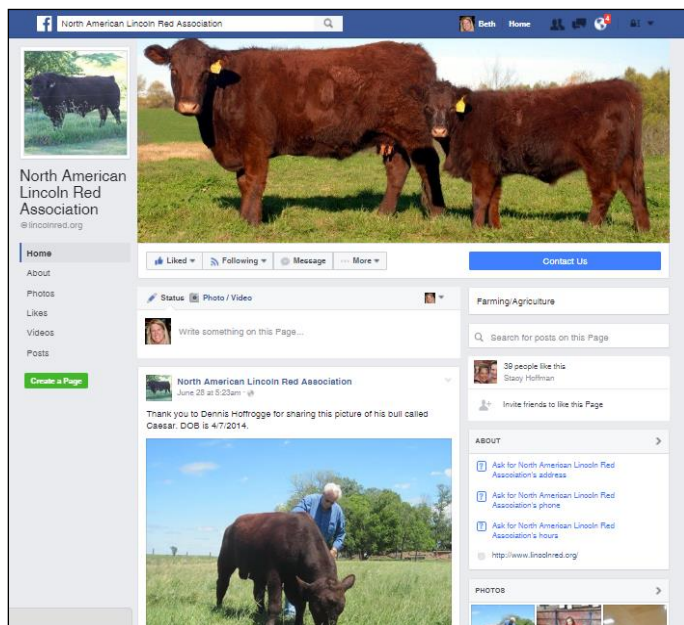 North American Lincoln Red Association
Beth Home
4
North American
Lincoln Red
Association
@lincolnred.org
Home
About
Photos
Likes
Videos
Posts
Create a Page
Liked
Following
Message
More
Contact Us
Status Photo / Video
Write something on this Page...
North American Lincoln Red Association
June 28 at 5:23am
Thank you to Dennis Hoffrogge for sharing this picture of his bull called
Caesar. DOB is 4/7/2014.
Farming/Agriculture
Search for posts on this Page
39 people like this
Stacy Hoffman
Invite friends to like this Page
ABOUT
Ask for North American Lincoln Red
Association's address
Ask for North American Lincoln Red
Association's phone
Ask for North American Lincoln Red
Association's hours
http://www.lincolnred.org/
PHOTOS